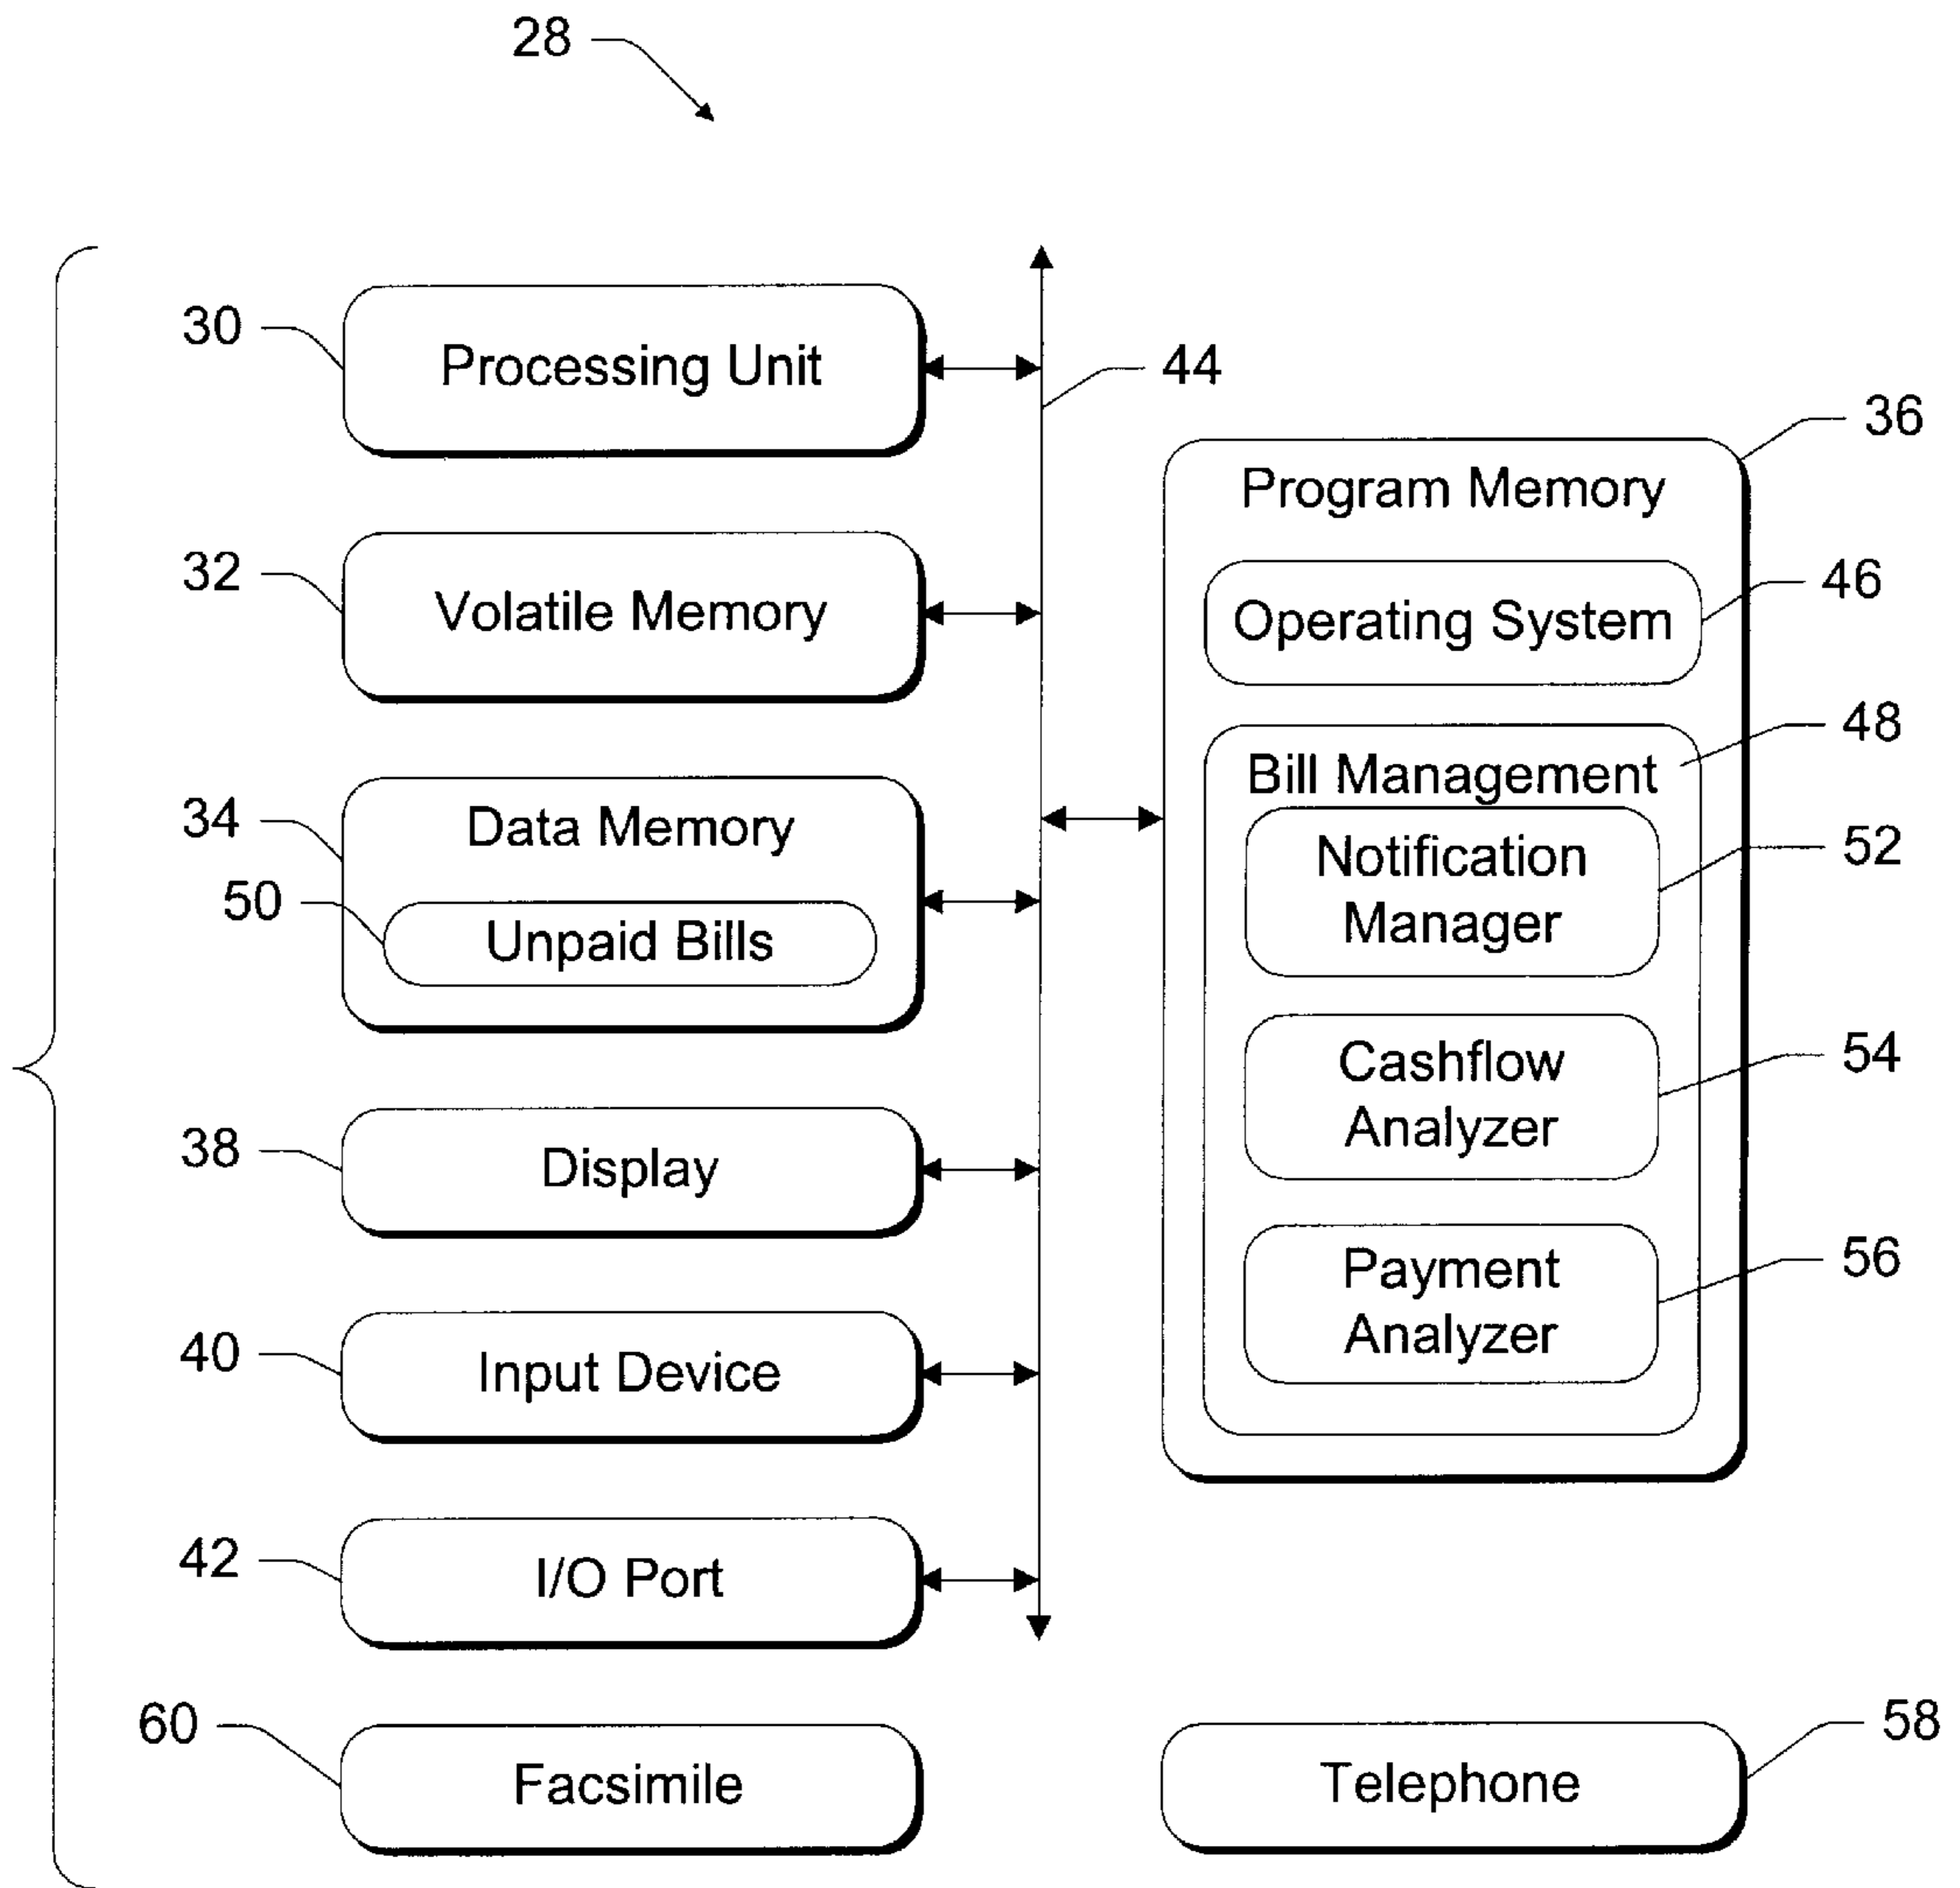 28
30
Processing Unit
44
36
Program Memory
32
Volatile Memory
46
Operating System
48
Bill Management
34
Data Memory
52
Notification
Manager
50
Unpaid Bills
54
Cashflow
Analyzer
38
Display
56
Payment
Analyzer
40
Input Device
42
I/O Port
60
Facsimile
58
Telephone